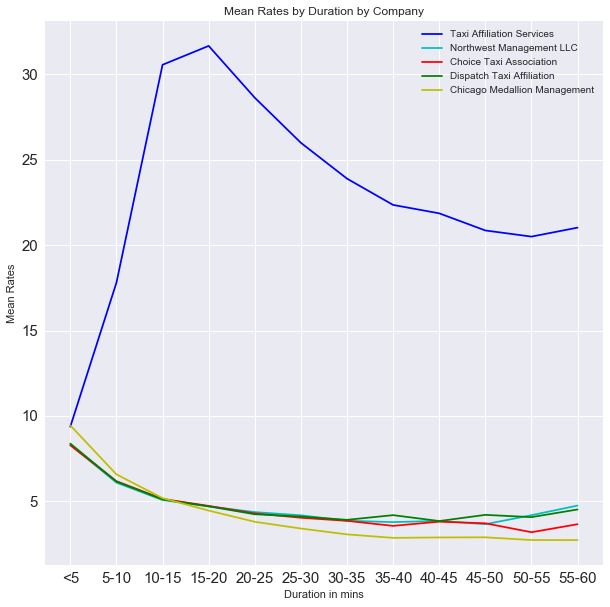 Mean Rates by Duration by Company
Taxi Affiliation Services
Northwest Management LLC
Choice Taxi Association
Dispatch Taxi Affiliation
Chicago Medallion Management
30
25
20
15
10
5
Mean Rates
<5 5-10 10-15 15-20 20-25 25-30 30-35 35-40 40-45 45-50 50-55 55-60
Duration in mins